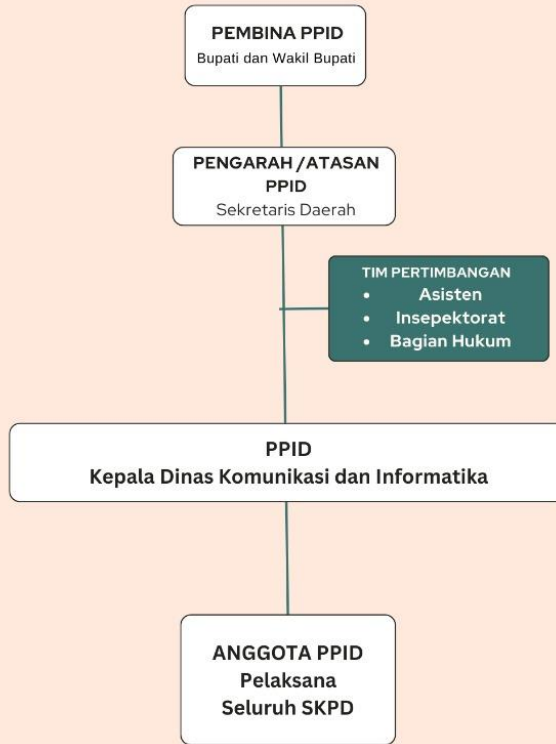 PEMBINA PPID
Bupati dan Wakil Bupati
PENGARAH /ATASAN
PPID
Sekretaris Daerah
TIM PERTIMBANGAN
• Asisten
• Insepektorat
• Bagian Hukum
PPID
Kepala Dinas Komunikasi dan Informatika
ANGGOTA PPID
Pelaksana
Seluruh SKPD